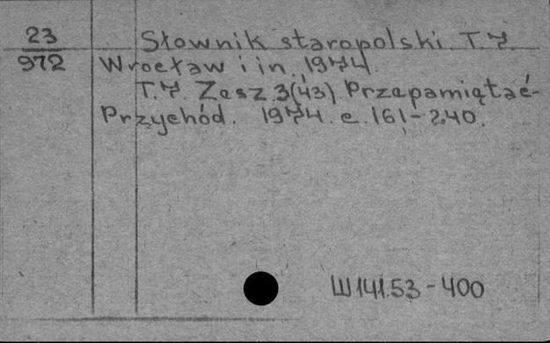 23 Słownik staropolski. T. 7.
972 Wrocław i in. 1974.
T. 7 Zesz. 3(43). Przepamiętać-
Przychód. 1974. c. 161-240.
Ш141.53-400